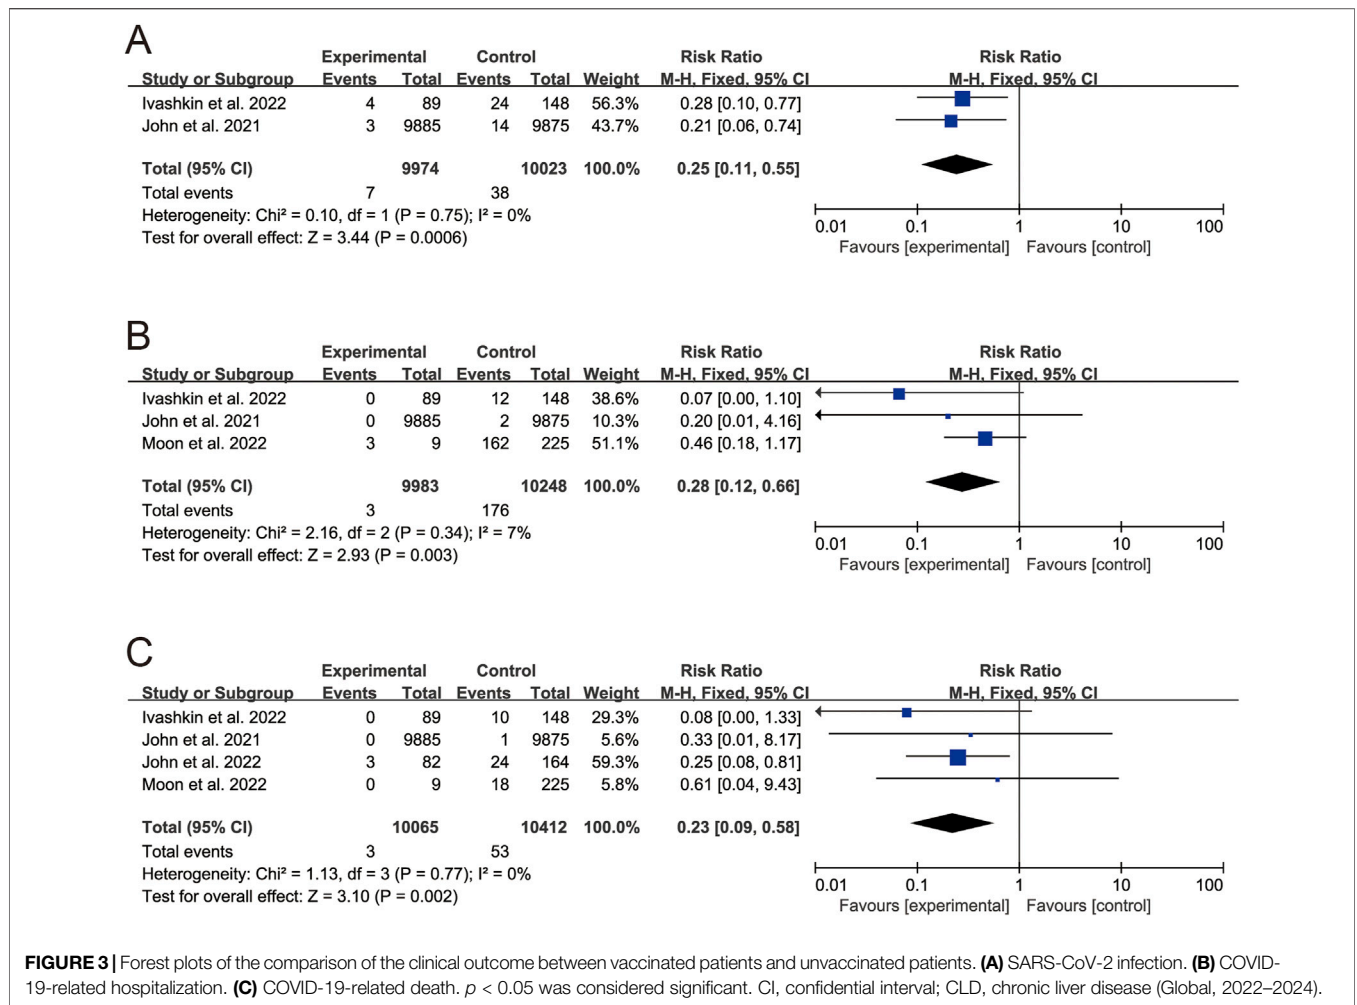 A
Experimental Control Risk Ratio Risk Ratio
Study or Subgroup Events Total Events Total Weight M-H, Fixed, 95% CI M-H, Fixed, 95% CI
Ivashkin et al. 2022 4 89 24 148 56.3% 0.28 [0.10, 0.77]
John et al. 2021 3 9885 14 9875 43.7% 0.21 [0.06, 0.74]
Total (95% CI) 9974 10023 100.0% 0.25 [0.11, 0.55]
Total events 7 38
Heterogeneity: Chi² = 0.10, df = 1 (P = 0.75); I² = 0%
Test for overall effect: Z = 3.44 (P = 0.0006)
0.01 0.1 1 10 100
Favours [experimental] Favours [control]
B
Experimental Control Risk Ratio Risk Ratio
Study or Subgroup Events Total Events Total Weight M-H, Fixed, 95% CI M-H, Fixed, 95% CI
Ivashkin et al. 2022 0 89 12 148 38.6% 0.07 [0.00, 1.10]
John et al. 2021 0 9885 2 9875 10.3% 0.20 [0.01, 4.16]
Moon et al. 2022 3 9 162 225 51.1% 0.46 [0.18, 1.17]
Total (95% CI) 9983 10248 100.0% 0.28 [0.12, 0.66]
Total events 3 176
Heterogeneity: Chi² = 2.16, df = 2 (P = 0.34); I² = 7%
Test for overall effect: Z = 2.93 (P = 0.003)
0.01 0.1 1 10 100
Favours [experimental] Favours [control]
C
Experimental Control Risk Ratio Risk Ratio
Study or Subgroup Events Total Events Total Weight M-H, Fixed, 95% CI M-H, Fixed, 95% CI
Ivashkin et al. 2022 0 89 10 148 29.3% 0.08 [0.00, 1.33]
John et al. 2021 0 9885 1 9875 5.6% 0.33 [0.01, 8.17]
John et al. 2022 3 82 24 164 59.3% 0.25 [0.08, 0.81]
Moon et al. 2022 0 9 18 225 5.8% 0.61 [0.04, 9.43]
Total (95% CI) 10065 10412 100.0% 0.23 [0.09, 0.58]
Total events 3 53
Heterogeneity: Chi² = 1.13, df = 3 (P = 0.77); I² = 0%
Test for overall effect: Z = 3.10 (P = 0.002)
0.01 0.1 1 10 100
Favours [experimental] Favours [control]
FIGURE 3 | Forest plots of the comparison of the clinical outcome between vaccinated patients and unvaccinated patients. (A) SARS-CoV-2 infection. (B) COVID-
19-related hospitalization. (C) COVID-19-related death. p < 0.05 was considered significant. CI, confidential interval; CLD, chronic liver disease (Global, 2022–2024).